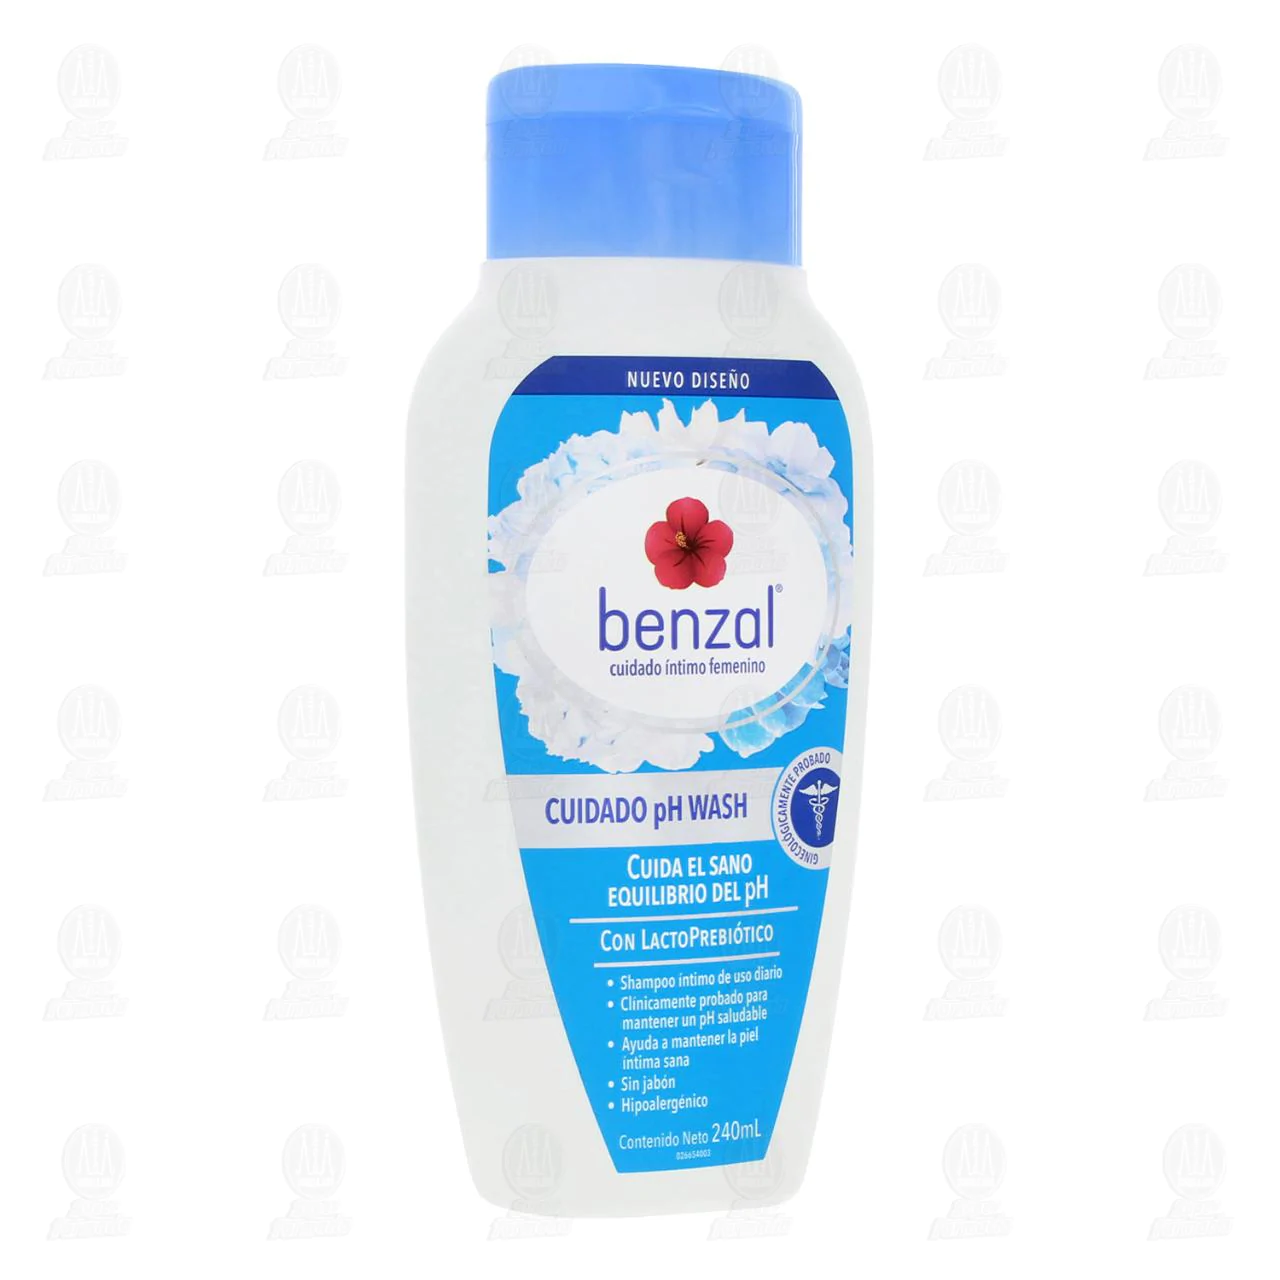 NUEVO DISEÑO
benzal®
cuidado íntimo femenino
GINECOLÓGICAMENTE PROBADO
CUIDADO pH WASH
CUIDA EL SANO
EQUILIBRIO DEL pH
CON LACTOPREBIÓTICO
• Shampoo íntimo de uso diario
• Clínicamente probado para
mantener un pH saludable
• Ayuda a mantener la piel
íntima sana
• Sin jabón
• Hipoalergénico
Contenido Neto 240mL
026654003